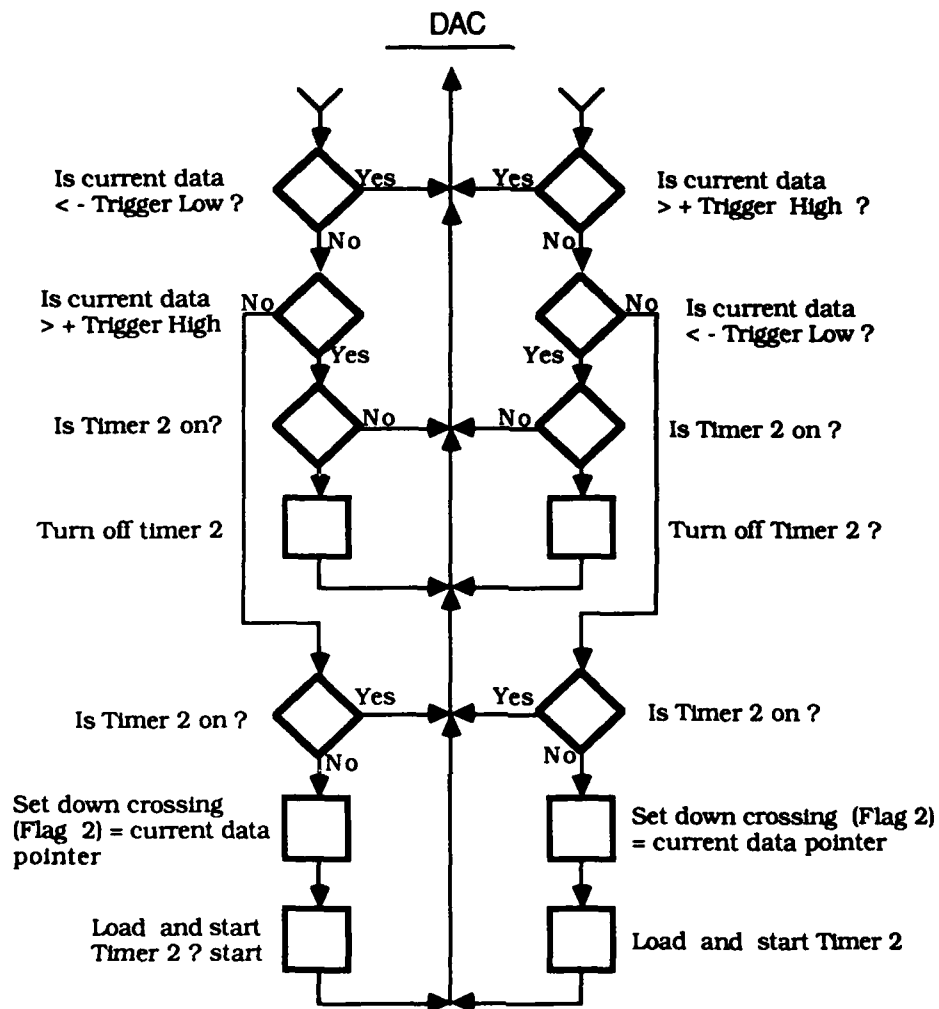 DAC
Is current data
< - Trigger Low ?
Yes
Yes
Is current data
> + Trigger High ?
No
No
Is current data
> + Trigger High
No
No
Is current data
< - Trigger Low ?
Yes
Yes
Is Timer 2 on?
No
No
Is Timer 2 on ?
Turn off timer 2
Turn off Timer 2 ?
Is Timer 2 on ?
Yes
Yes
Is Timer 2 on ?
No
No
Set down crossing
(Flag 2) = current data
pointer
Set down crossing (Flag 2)
= current data pointer
Load and start
Timer 2 ? start
Load and start Timer 2